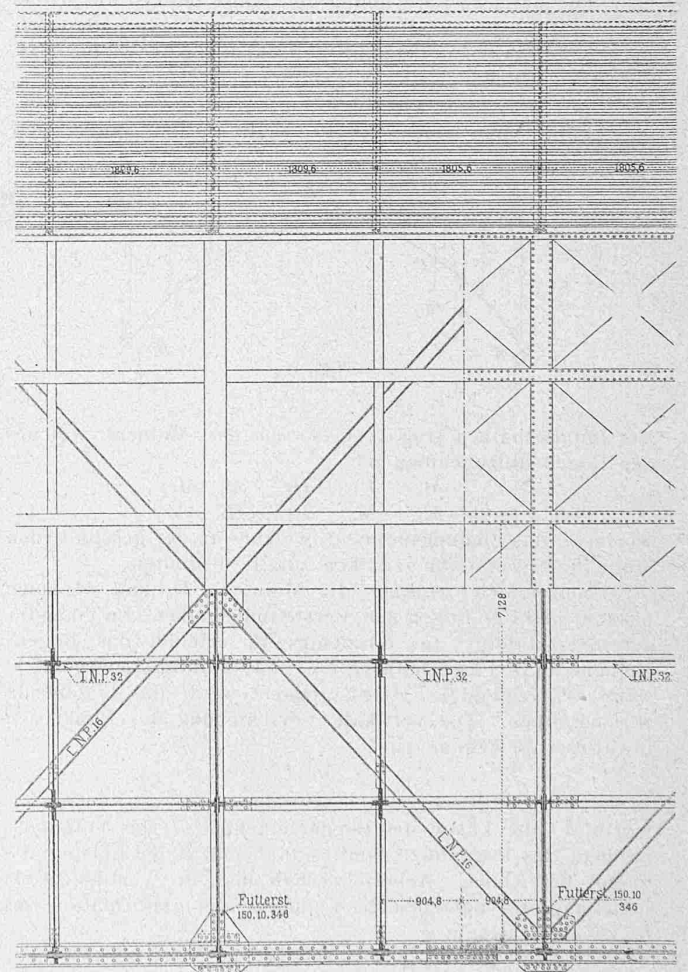 1809,6 1809,6 1805,6 1805,6
7128
I.N.P.32 I.N.P.32 I.N.P.32
[.N.P.16
[.N.P.16
Futterst.
150.10.346
904,8 904,8
Futterst. 150.10
346